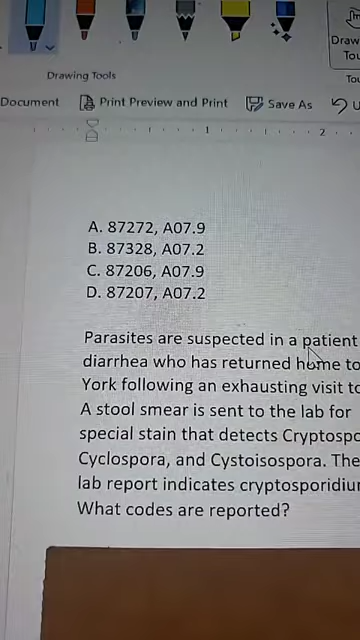 Drawing Tools
Document Print Preview and Print Save As
1 2
A. 87272, A07.9
B. 87328, A07.2
C. 87206, A07.9
D. 87207, A07.2
Parasites are suspected in a patient
diarrhea who has returned home to
York following an exhausting visit to
A stool smear is sent to the lab for
special stain that detects
Cyclospora, and Cystoisospora. The
lab report indicates
What codes are reported?